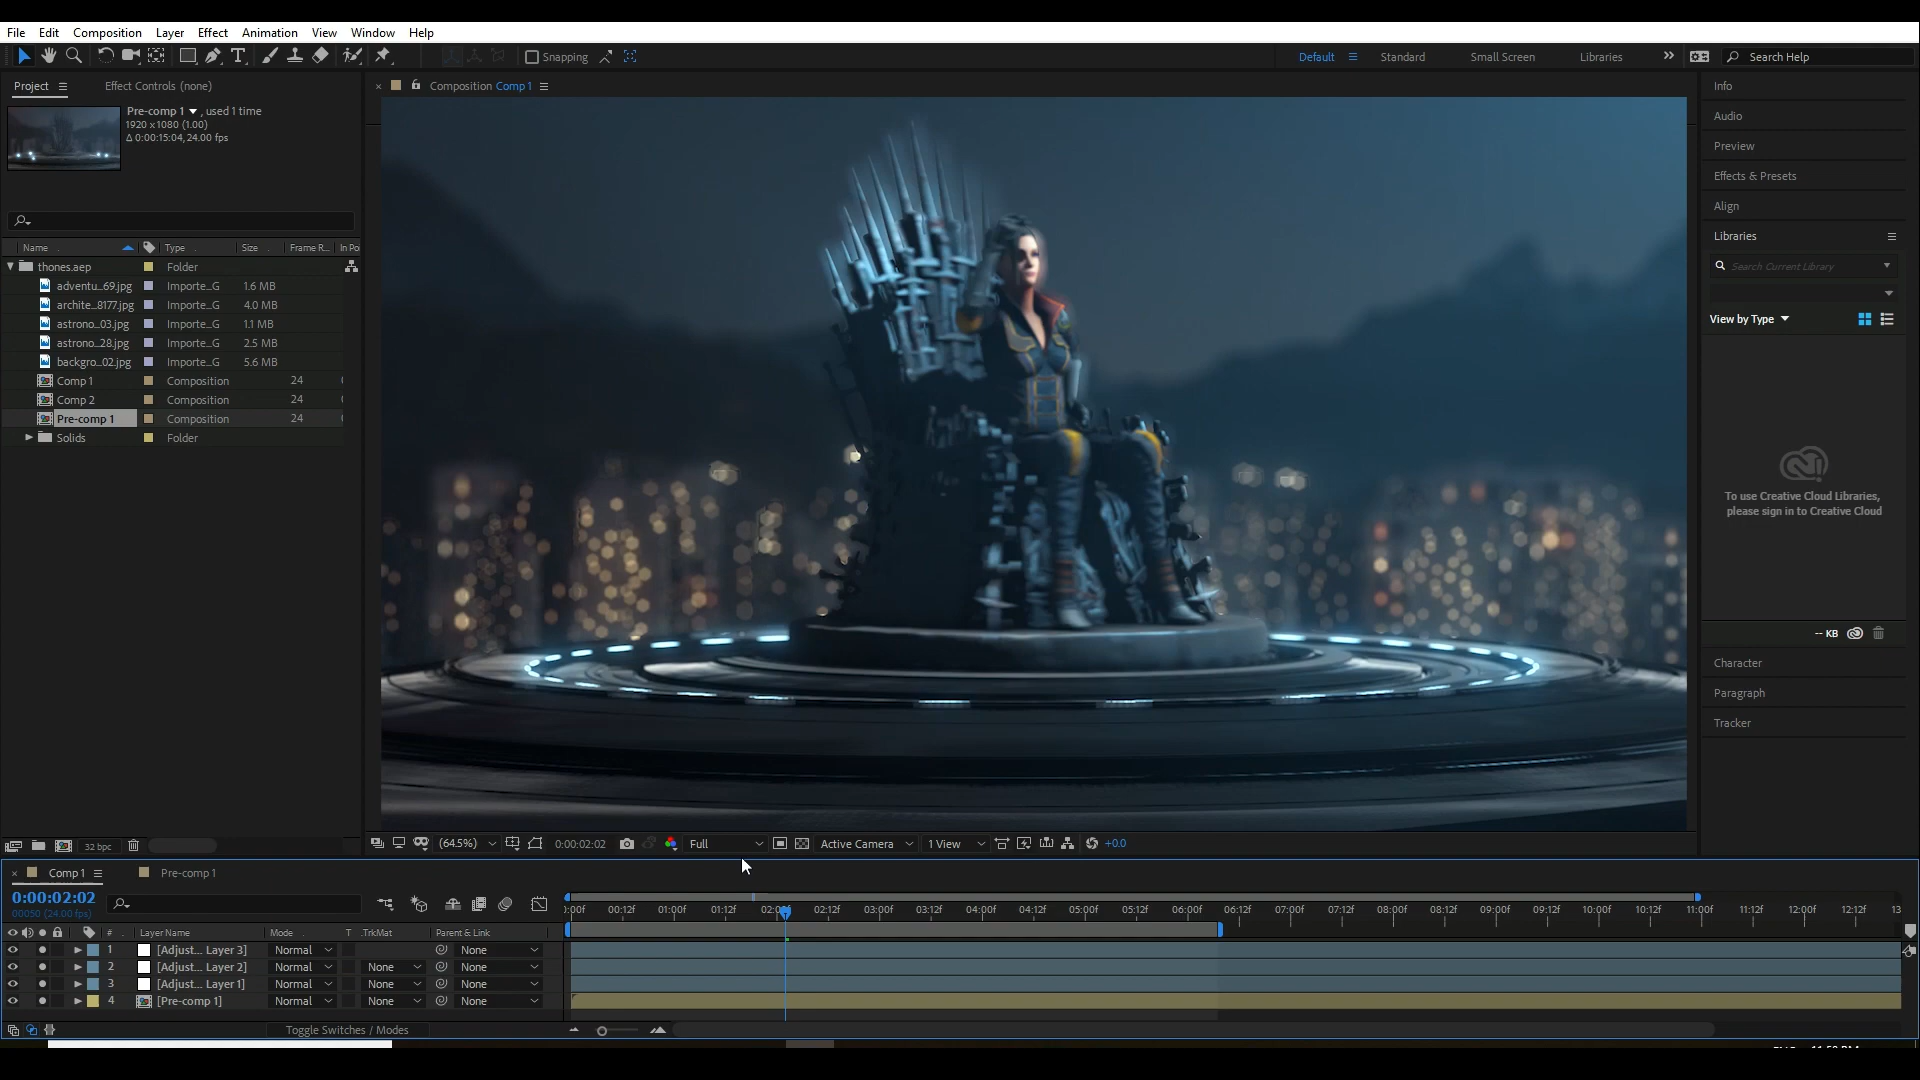 File Edit Composition Layer Effect Animation View Window Help
Snapping
Default Standard Small Screen Libraries Search Help
Project Effect Controls (none)
Pre-comp 1 , used 1 time
1920 x 1080 (1.00)
Δ 0:00:15:04, 24.00 fps
Composition Comp 1
Name Type Size Frame R... In Po
thones.aep Folder
adventu...69.jpg Importe...G 1.6 MB
archite...8177.jpg Importe...G 4.0 MB
astrono...03.jpg Importe...G 1.1 MB
astrono...28.jpg Importe...G 2.5 MB
backgro...02.jpg Importe...G 5.6 MB
Comp 1 Composition 24
Comp 2 Composition 24
Pre-comp 1 Composition 24
Solids Folder
32 bpc
Info
Audio
Preview
Effects & Presets
Align
Libraries
Search Current Library
View by Type
To use Creative Cloud Libraries,
please sign in to Creative Cloud
-- KB
Character
Paragraph
Tracker
(64.5%) 0:00:02:02 Full Active Camera 1 View +0.0
Comp 1 Pre-comp 1
0:00:02:02
00050 (24.00 fps)
:00f 00:12f 01:00f 01:12f 02:00f 02:12f 03:00f 03:12f 04:00f 04:12f 05:00f 05:12f 06:00f 06:12f 07:00f 07:12f 08:00f 08:12f 09:00f 09:12f 10:00f 10:12f 11:00f 11:12f 12:00f 12:12f 13
# Layer Name Mode T .TrkMat Parent & Link
1 [Adjust... Layer 3] Normal None
2 [Adjust... Layer 2] Normal None None
3 [Adjust... Layer 1] Normal None None
4 [Pre-comp 1] Normal None None
Toggle Switches / Modes